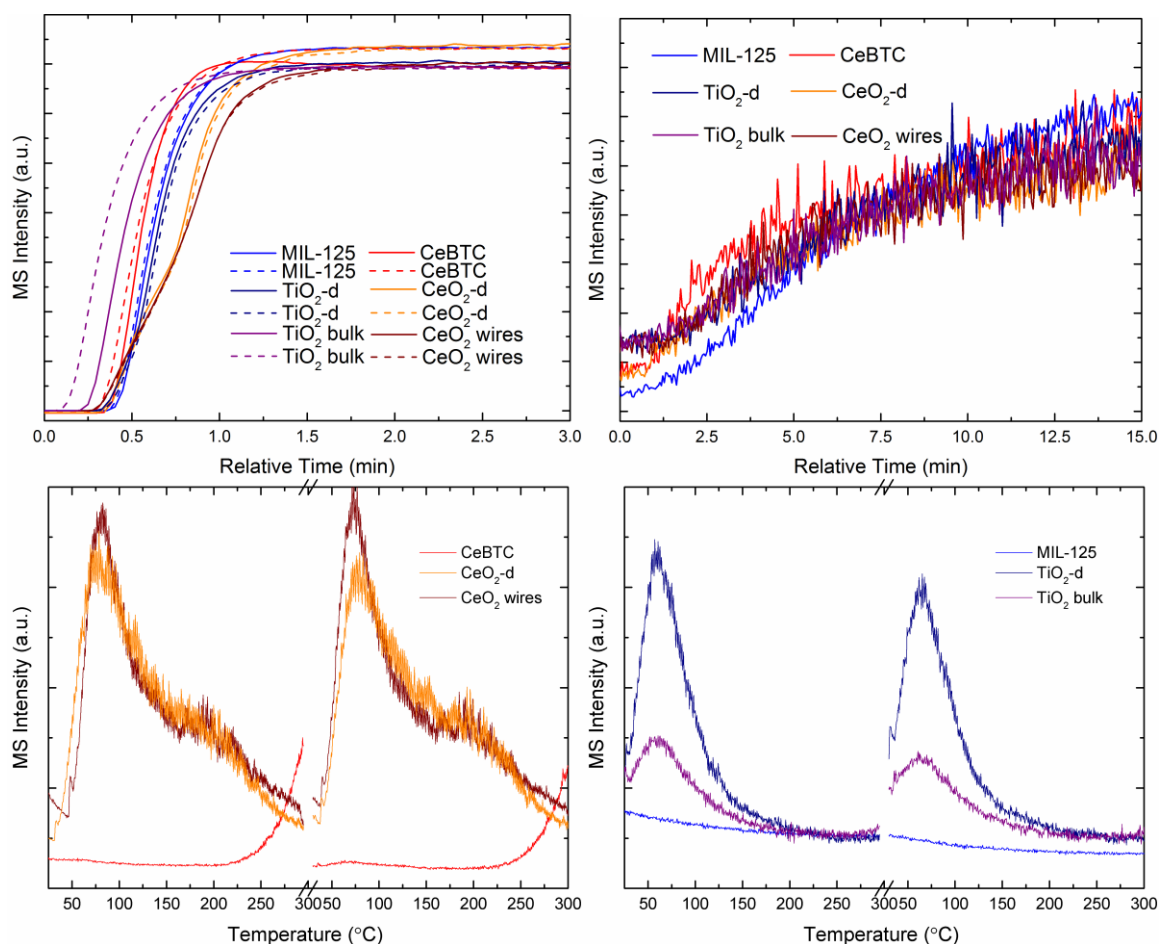 MS Intensity (a.u.)
MIL-125
MIL-125
TiO₂-d
TiO₂-d
TiO₂ bulk
TiO₂ bulk
CeBTC
CeBTC
CeO₂-d
CeO₂-d
CeO₂ wires
CeO₂ wires
0.0 0.5 1.0 1.5 2.0 2.5 3.0
Relative Time (min)
MS Intensity (a.u.)
MIL-125
TiO₂-d
TiO₂ bulk
CeBTC
CeO₂-d
CeO₂ wires
0.0 2.5 5.0 7.5 10.0 12.5 15.0
Relative Time (min)
MS Intensity (a.u.)
CeBTC
CeO₂-d
CeO₂ wires
50 100 150 200 250 30050 100 150 200 250 300
Temperature (°C)
MS Intensity (a.u.)
MIL-125
TiO₂-d
TiO₂ bulk
50 100 150 200 250 30050 100 150 200 250 300
Temperature (°C)